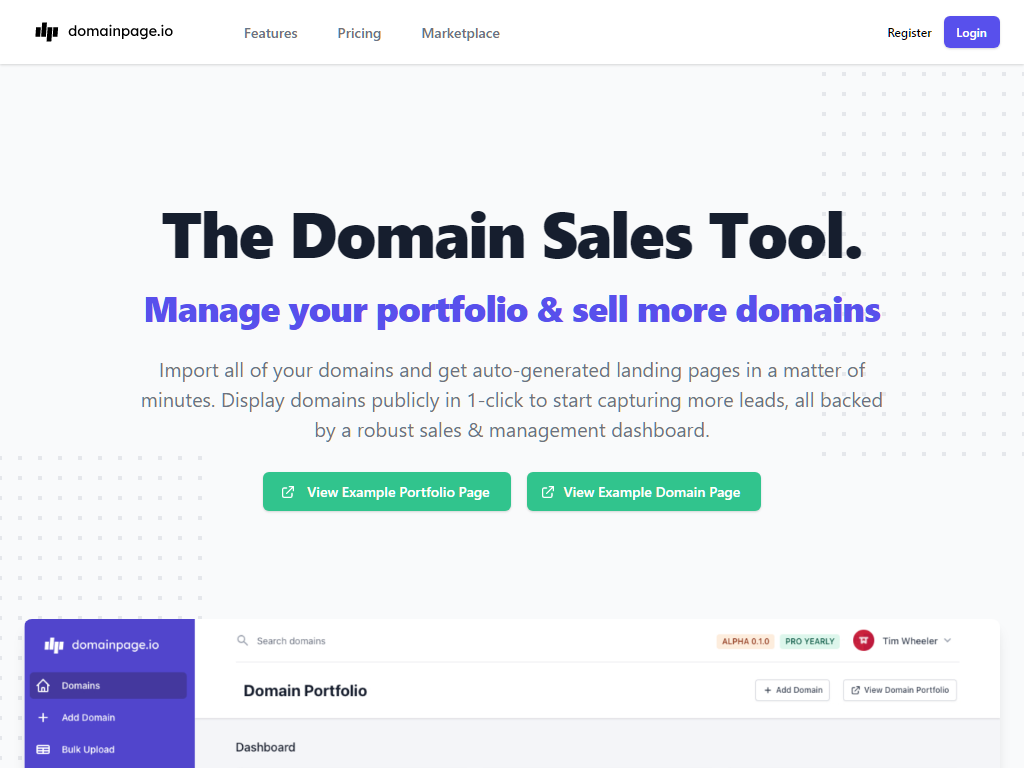 domainpage.io
Features
Pricing
Marketplace
Register
Login
The Domain Sales Tool.
Manage your portfolio & sell more domains
Import all of your domains and get auto-generated landing pages in a matter of
minutes. Display domains publicly in 1-click to start capturing more leads, all backed
by a robust sales & management dashboard.
View Example Portfolio Page
View Example Domain Page
domainpage.io
Search domains
ALPHA 0.1.0
PRO YEARLY
Tim Wheeler
Domains
Domain Portfolio
Add Domain
View Domain Portfolio
Add Domain
Bulk Upload
Dashboard